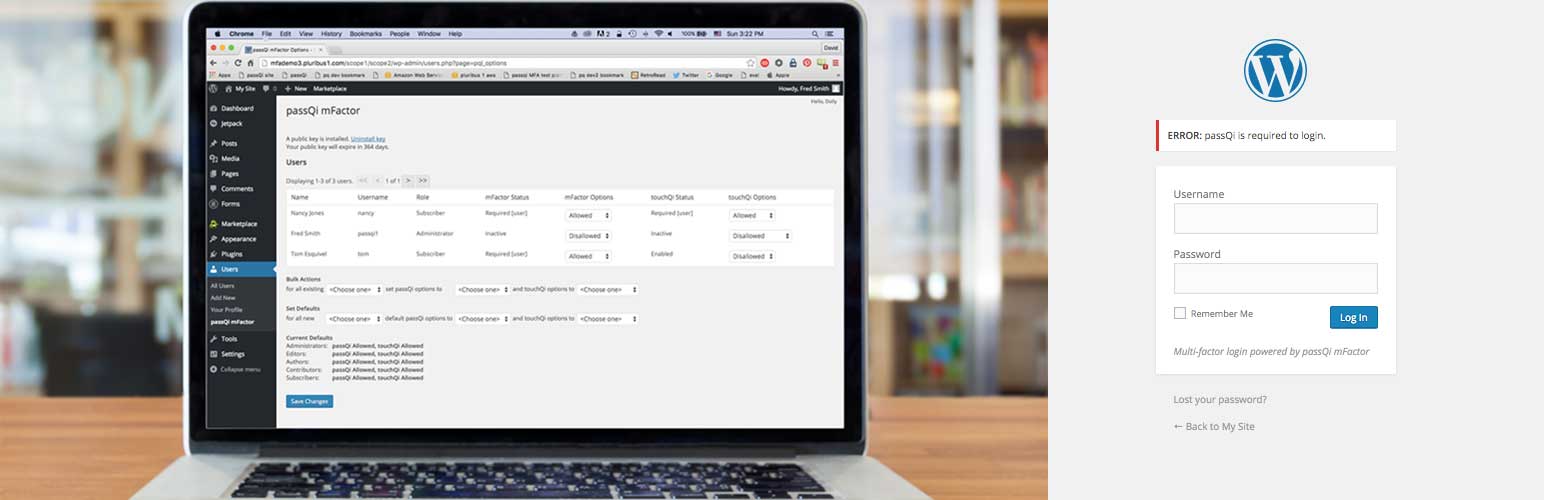 Chrome File Edit View History Bookmarks People Window Help 2 100% Sun 3:22 PM
passQi mFactor Options - David
mfademo3.pluribus1.com/scope1/scope2/wp-admin/users.php?page=pqi_options
Apps passQi site passQi pq dev bookmark Amazon Web Servi pluribus 1 aws passqi MFA test pos pq dev2 bookmark RetroRead Twitter Google eval Apple
My Site 0 New Marketplace Howdy, Fred Smith
Hello, Dolly
Dashboard
Jetpack
Posts
Media
Pages
Comments
Forms
Marketplace
Appearance
Plugins
Users
All Users
Add New
Your Profile
passQi mFactor
Tools
Settings
Collapse menu
passQi mFactor
A public key is installed. Uninstall key
Your public key will expire in 364 days.
Users
Displaying 1-3 of 3 users. << < 1 of 1 > >>
Name Username Role mFactor Status mFactor Options touchQi Status touchQi Options
Nancy Jones nancy Subscriber Required [user] Allowed Required [user] Allowed
Fred Smith passqi1 Administrator Inactive Disallowed Inactive Disallowed
Tom Esquivel tom Subscriber Required [user] Allowed Enabled Disallowed
Bulk Actions
for all existing <Choose one> set passQi options to <Choose one> and touchQi options to <Choose one>
Set Defaults
for all new <Choose one> default passQi options to <Choose one> and touchQi options to <Choose one>
Current Defaults
Administrators: passQi Allowed, touchQi Allowed
Editors: passQi Allowed, touchQi Allowed
Authors: passQi Allowed, touchQi Allowed
Contributors: passQi Allowed, touchQi Allowed
Subscribers: passQi Allowed, touchQi Allowed
Save Changes
W
ERROR: passQi is required to login.
Username
Password
Remember Me
Log In
Multi-factor login powered by passQi mFactor
Lost your password?
← Back to My Site